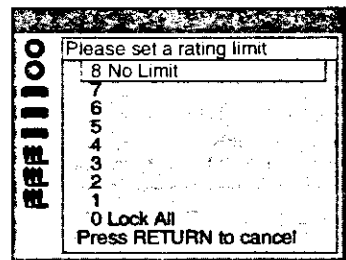 Please set a rating limit
8 No Limit
7
6
5
4
3
2
1
0 Lock All
Press RETURN to cancel